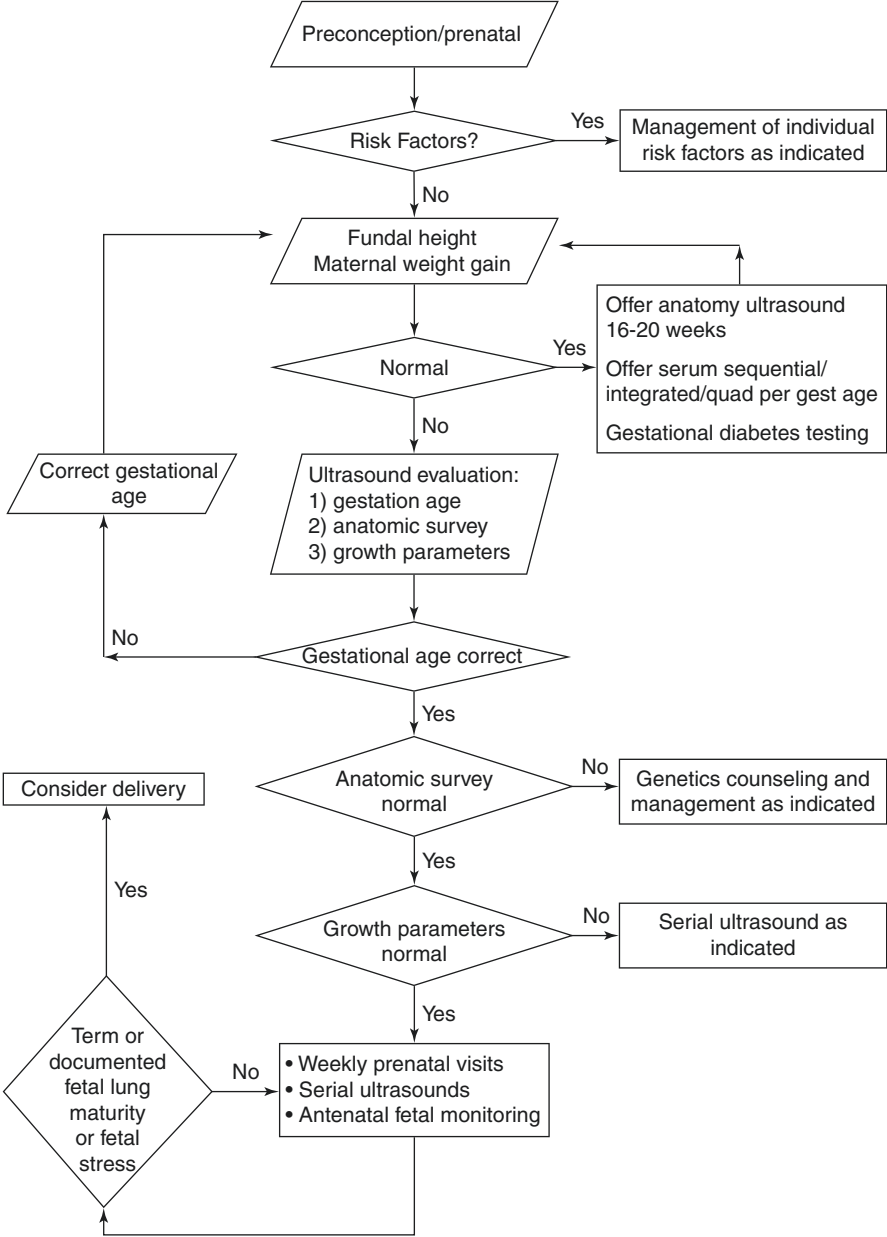 Preconception/prenatal
Risk Factors?
Yes
Management of individual
risk factors as indicated
No
Fundal height
Maternal weight gain
Normal
Yes
Offer anatomy ultrasound
16-20 weeks
Offer serum sequential/
integrated/quad per gest age
Gestational diabetes testing
No
Correct gestational
age
Ultrasound evaluation:
1) gestation age
2) anatomic survey
3) growth parameters
No
Gestational age correct
Yes
Anatomic survey
normal
No
Genetics counseling and
management as indicated
Consider delivery
Yes
Yes
Growth parameters
normal
No
Serial ultrasound as
indicated
Yes
Term or
documented
fetal lung
maturity
or fetal
stress
No
• Weekly prenatal visits
• Serial ultrasounds
• Antenatal fetal monitoring